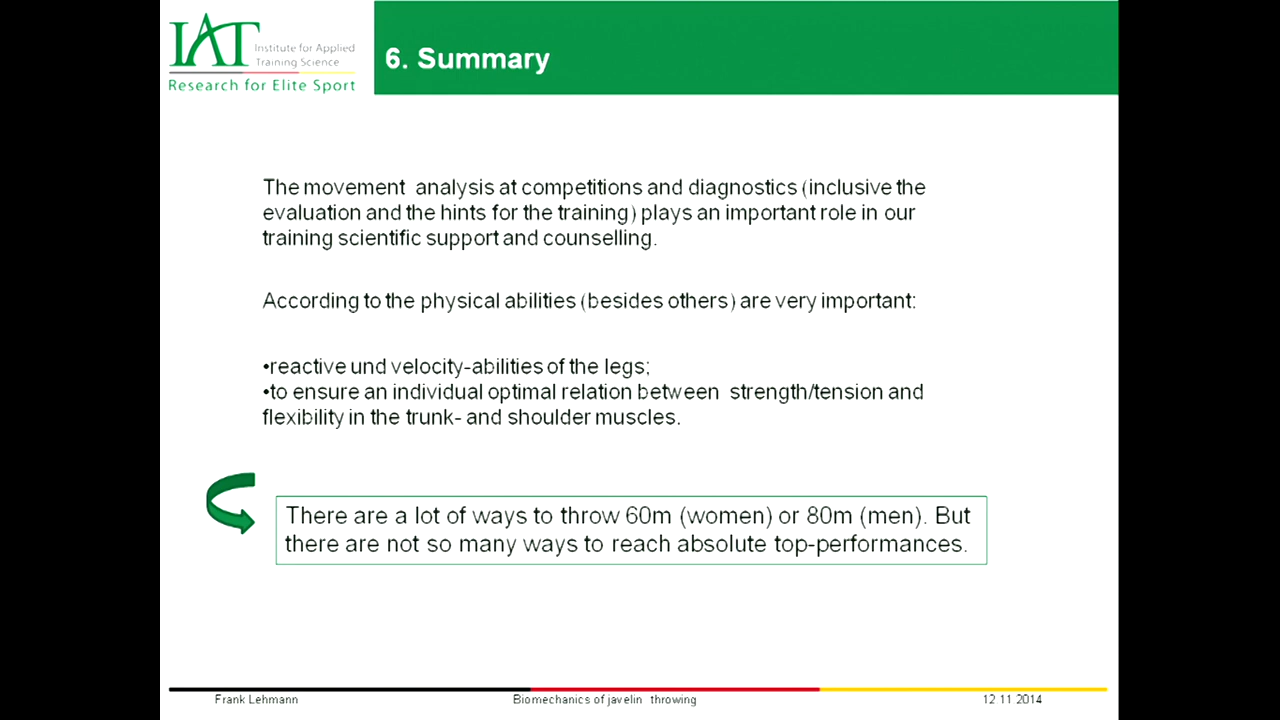 IAT Institute for Applied
Training Science
Research for Elite Sport
6. Summary
The movement analysis at competitions and diagnostics (inclusive the
evaluation and the hints for the training) plays an important role in our
training scientific support and counselling.
According to the physical abilities (besides others) are very important:
•reactive und velocity-abilities of the legs;
•to ensure an individual optimal relation between strength/tension and
flexibility in the trunk- and shoulder muscles.
There are a lot of ways to throw 60m (women) or 80m (men). But
there are not so many ways to reach absolute top-performances.
Frank Lehmann Biomechanics of javelin throwing 12.11.2014